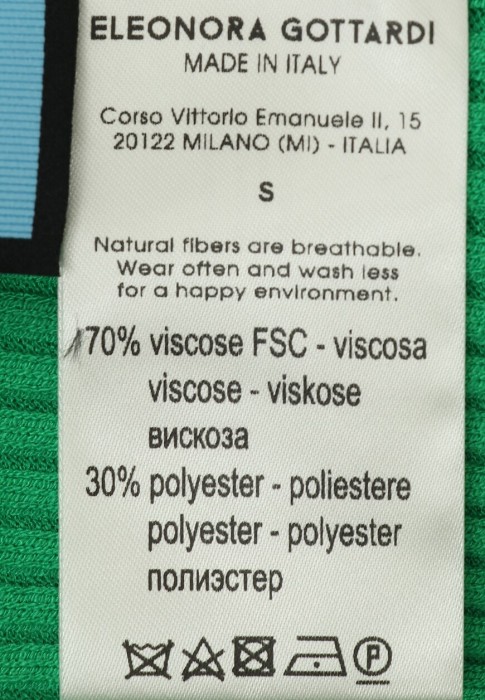 ELEONORA GOTTARDI
MADE IN ITALY
Corso Vittorio Emanuele II, 15
20122 MILANO (MI) - ITALIA
S
Natural fibers are breathable.
Wear often and wash less
for a happy environment.
70% viscose FSC - viscosa
viscose - viskose
вискоза
30% polyester - poliestere
polyester - polyester
полиэстер
P